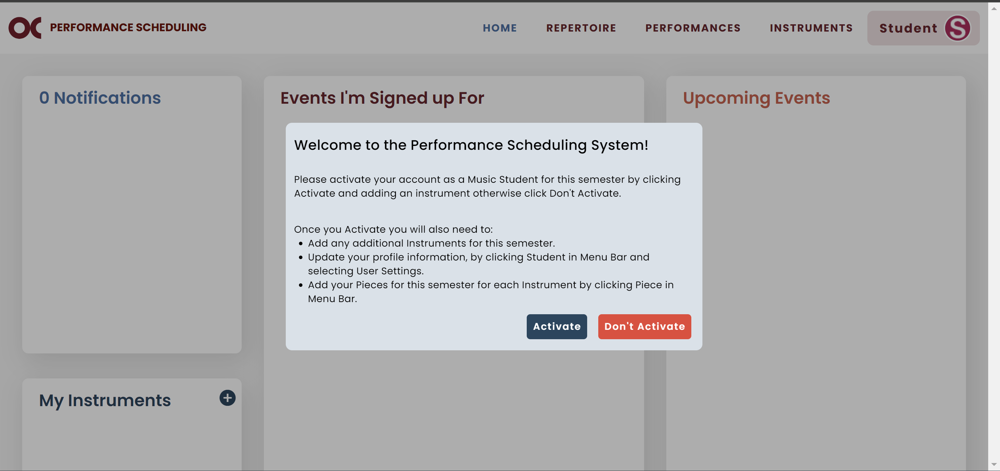 OC PERFORMANCE SCHEDULING
HOME REPERTOIRE PERFORMANCES INSTRUMENTS Student S
0 Notifications
Events I'm Signed up For
Upcoming Events
Welcome to the Performance Scheduling System!
Please activate your account as a Music Student for this semester by clicking
Activate and adding an instrument otherwise click Don't Activate.
Once you Activate you will also need to:
• Add any additional Instruments for this semester.
• Update your profile information, by clicking Student in Menu Bar and
selecting User Settings.
• Add your Pieces for this semester for each Instrument by clicking Piece in
Menu Bar.
Activate Don't Activate
My Instruments